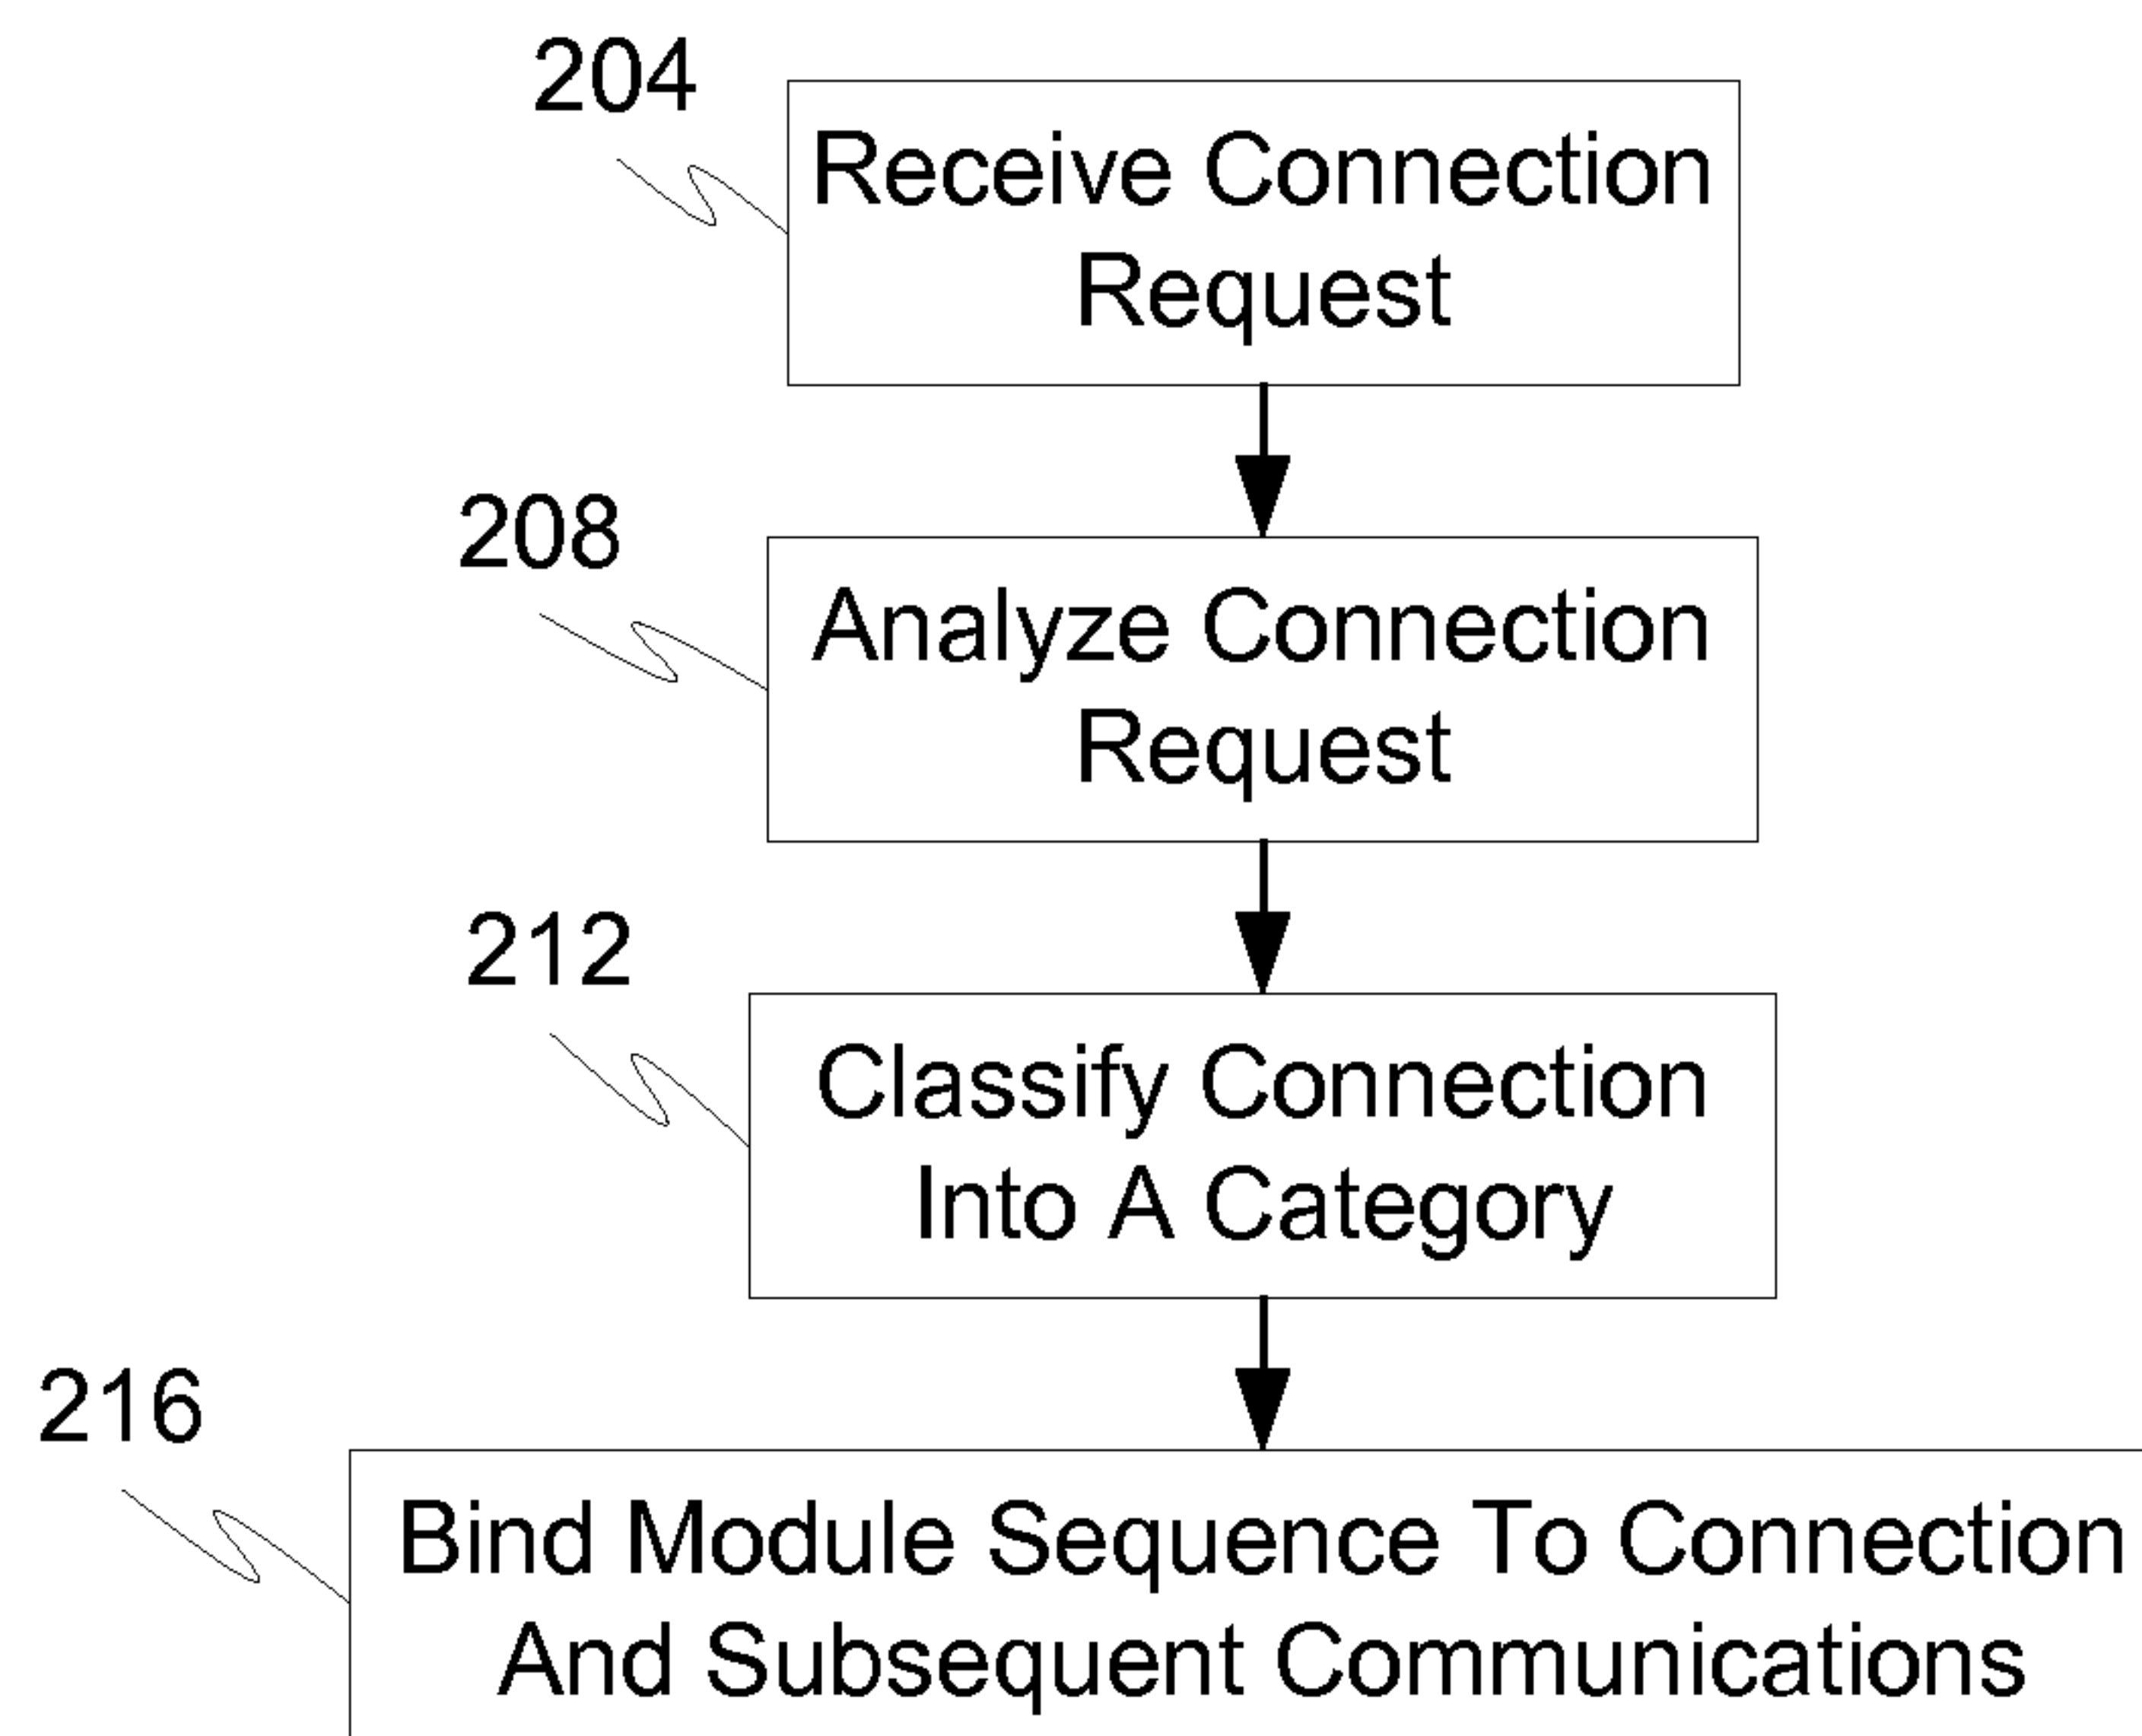 204
Receive Connection
Request
208
Analyze Connection
Request
212
Classify Connection
Into A Category
216
Bind Module Sequence To Connection
And Subsequent Communications